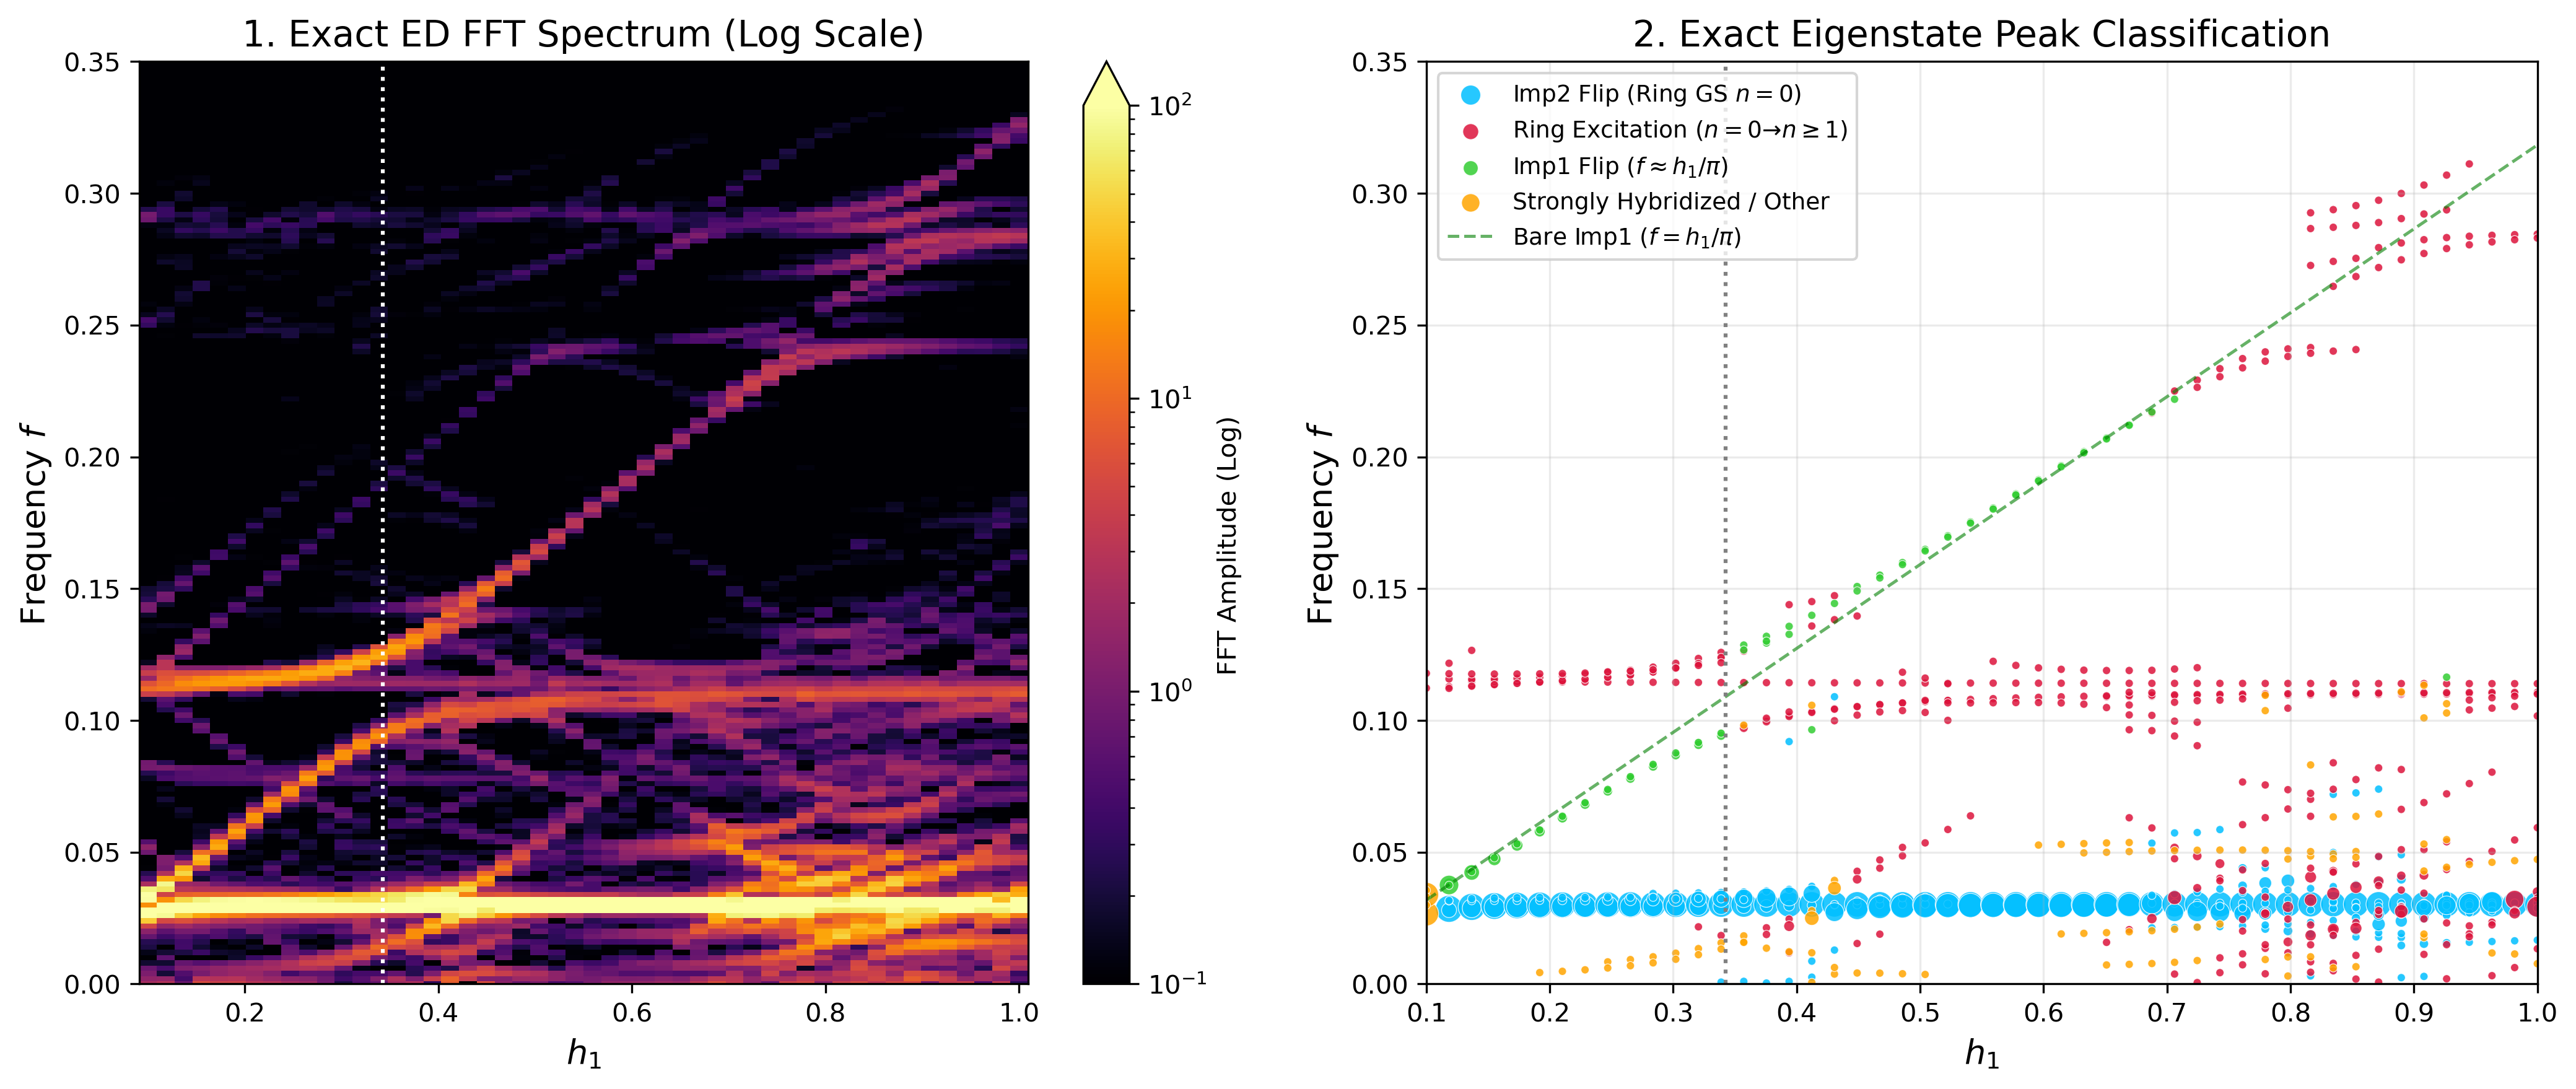 1. Exact ED FFT Spectrum (Log Scale)
Frequency f
0.35
0.30
0.25
0.20
0.15
0.10
0.05
0.00
0.2
0.4
0.6
0.8
1.0
h₁
10²
10¹
10⁰
10⁻¹
FFT Amplitude (Log)
2. Exact Eigenstate Peak Classification
Imp2 Flip (Ring GS n = 0)
Ring Excitation (n = 0→n ≥ 1)
Imp1 Flip (f ≈ h₁/π)
Strongly Hybridized / Other
Bare Imp1 (f = h₁/π)
Frequency f
0.35
0.30
0.25
0.20
0.15
0.10
0.05
0.00
0.1
0.2
0.3
0.4
0.5
0.6
0.7
0.8
0.9
1.0
h₁